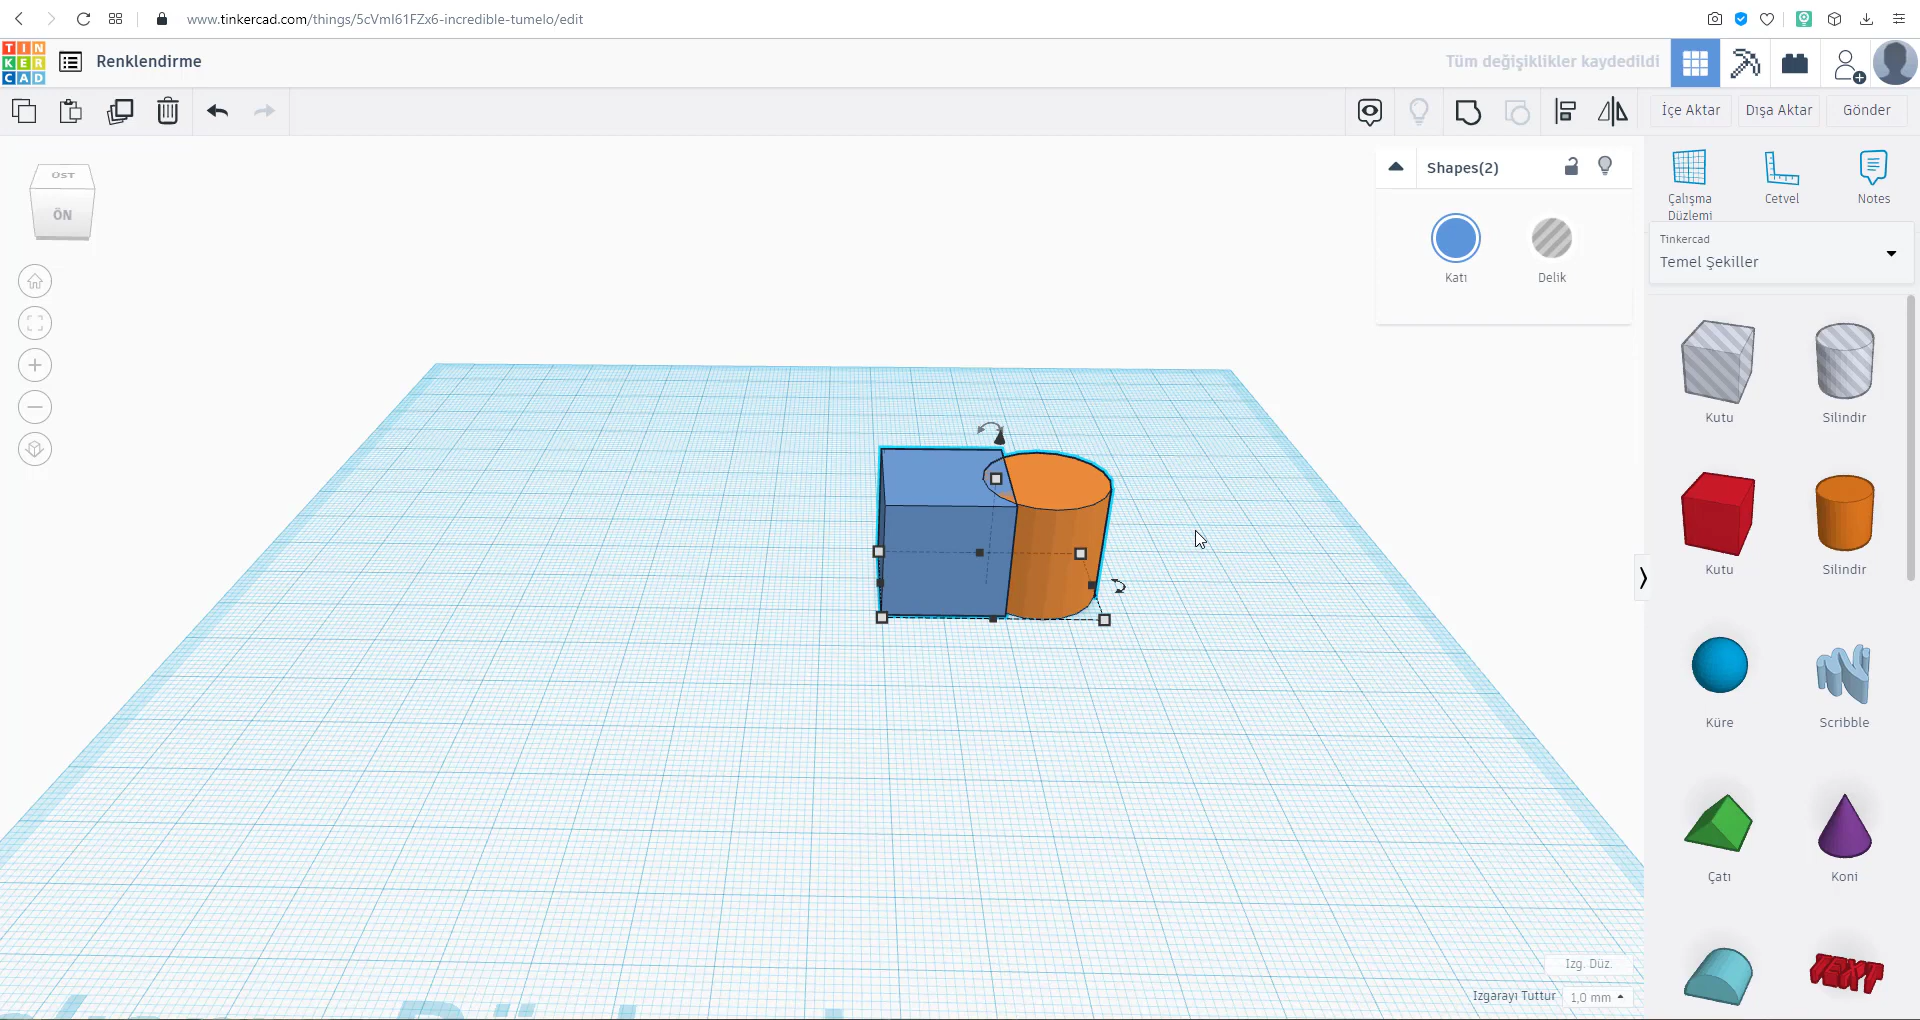 www.tinkercad.com/things/5cVmI61FZx6-incredible-tumelo/edit
TIN
KER
CAD
Renklendirme
Tüm değişiklikler kaydedildi
İçe Aktar
Dışa Aktar
Gönder
ÜST
ÖN
Shapes(2)
Katı
Delik
Çalışma
Düzlemi
Cetvel
Notes
Tinkercad
Temel Şekiller
Kutu
Silindir
Kutu
Silindir
Küre
Scribble
Çatı
Koni
TEXT
Izg. Düz.
Izgarayı Tuttur
1,0 mm